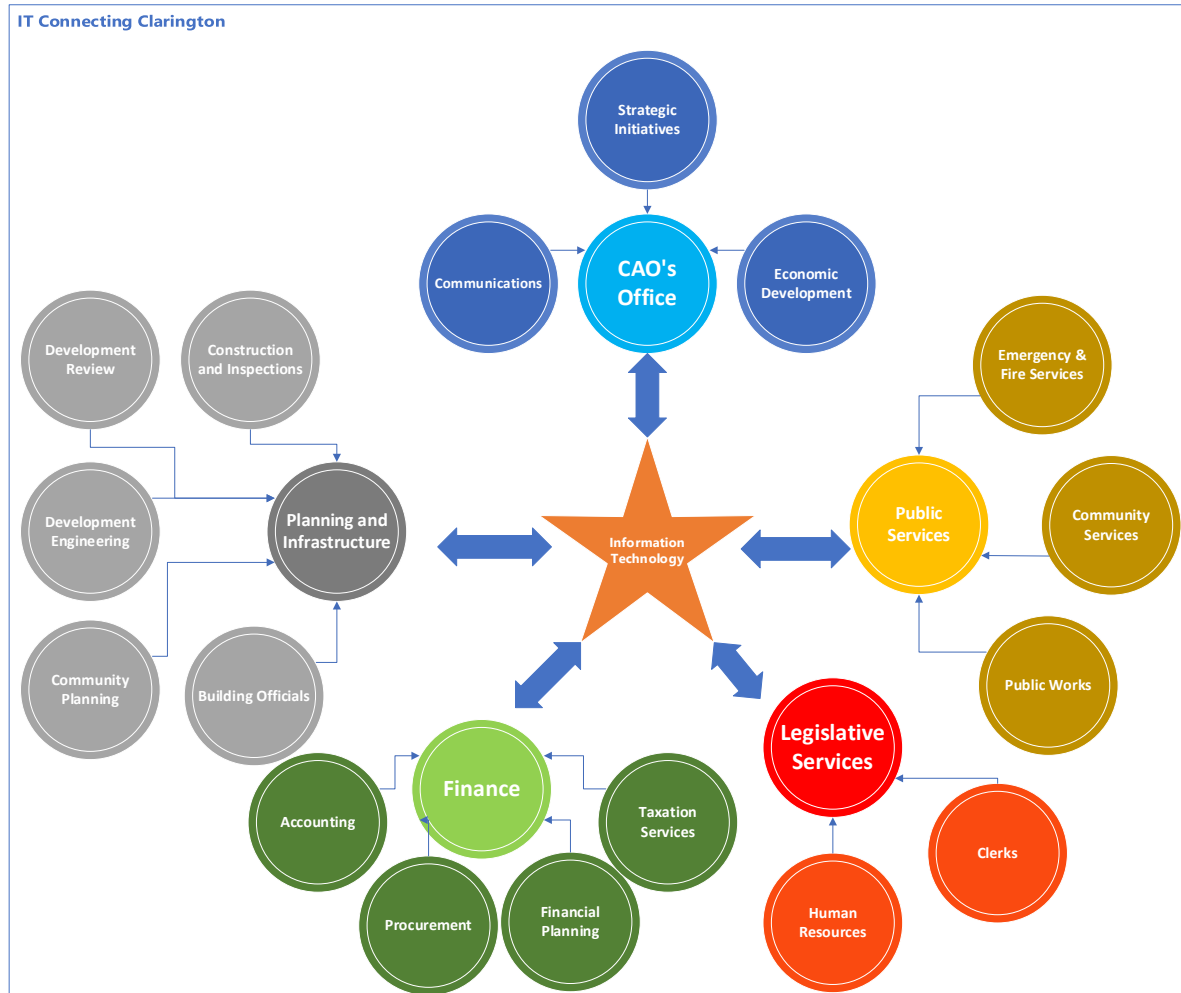 IT Connecting Clarington
Strategic
Initiatives
Communications
CAO's
Office
Economic
Development
Development
Review
Construction
and Inspections
Emergency &
Fire Services
Development
Engineering
Planning and
Infrastructure
Information
Technology
Public
Services
Community
Services
Community
Planning
Building Officials
Public Works
Legislative
Services
Finance
Accounting
Taxation
Services
Clerks
Procurement
Financial
Planning
Human
Resources